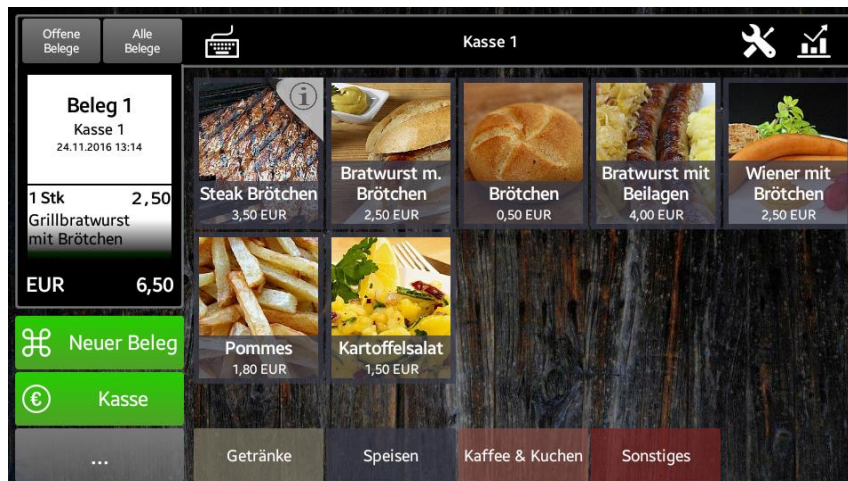 Offene
Belege
Alle
Belege
Kasse 1
Beleg 1
Kasse 1
24.11.2016 13:14
1 Stk 2,50
Grillbratwurst
mit Brötchen
EUR 6,50
Neuer Beleg
Kasse
...
Steak Brötchen
3,50 EUR
Bratwurst m.
Brötchen
2,50 EUR
Brötchen
0,50 EUR
Bratwurst mit
Beilagen
4,00 EUR
Wiener mit
Brötchen
2,50 EUR
Pommes
1,80 EUR
Kartoffelsalat
1,50 EUR
Getränke
Speisen
Kaffee & Kuchen
Sonstiges